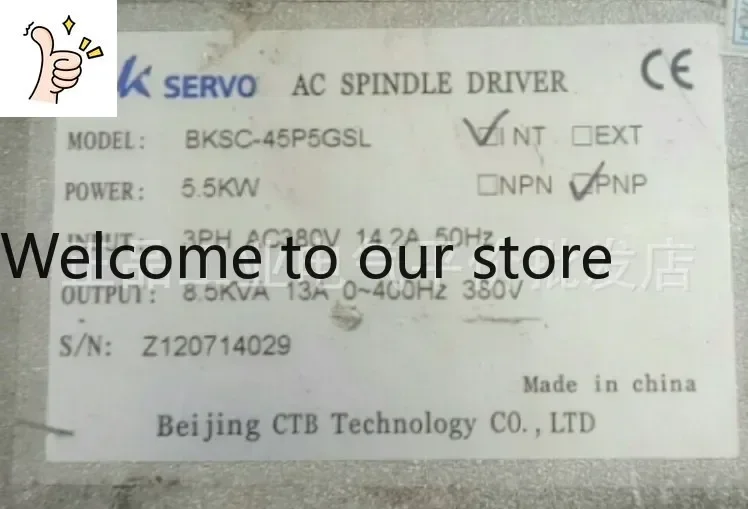 K SERVO AC SPINDLE DRIVER CE
MODEL: BKSC-45P5GSL INT EXT
POWER: 5.5KW NPN PNP
INPUT: 3PH AC380V 14.2A 50Hz
Welcome to our store
OUTPUT: 8.5KVA 13A 0~400Hz 380V
S/N: Z120714029
Made in china
Beijing CTB Technology CO.,LTD